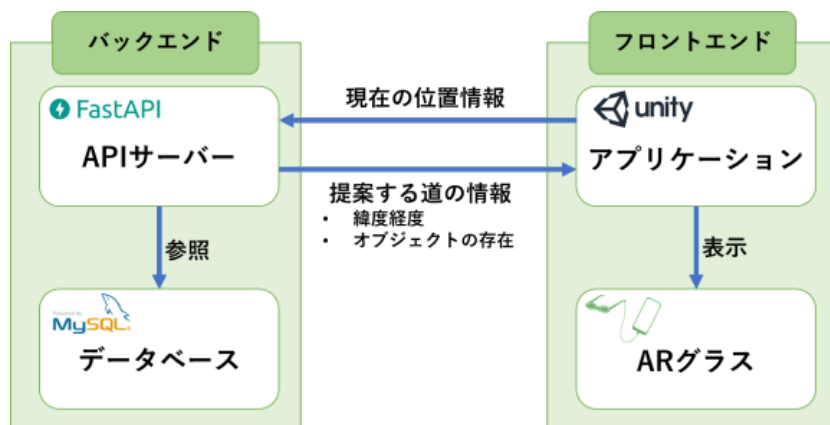 バックエンド
フロントエンド
FastAPI
APIサーバー
現在の位置情報
unity
アプリケーション
提案する道の情報
・ 緯度経度
・ オブジェクトの存在
参照
表示
Powered by
MySQL
データベース
ARグラス